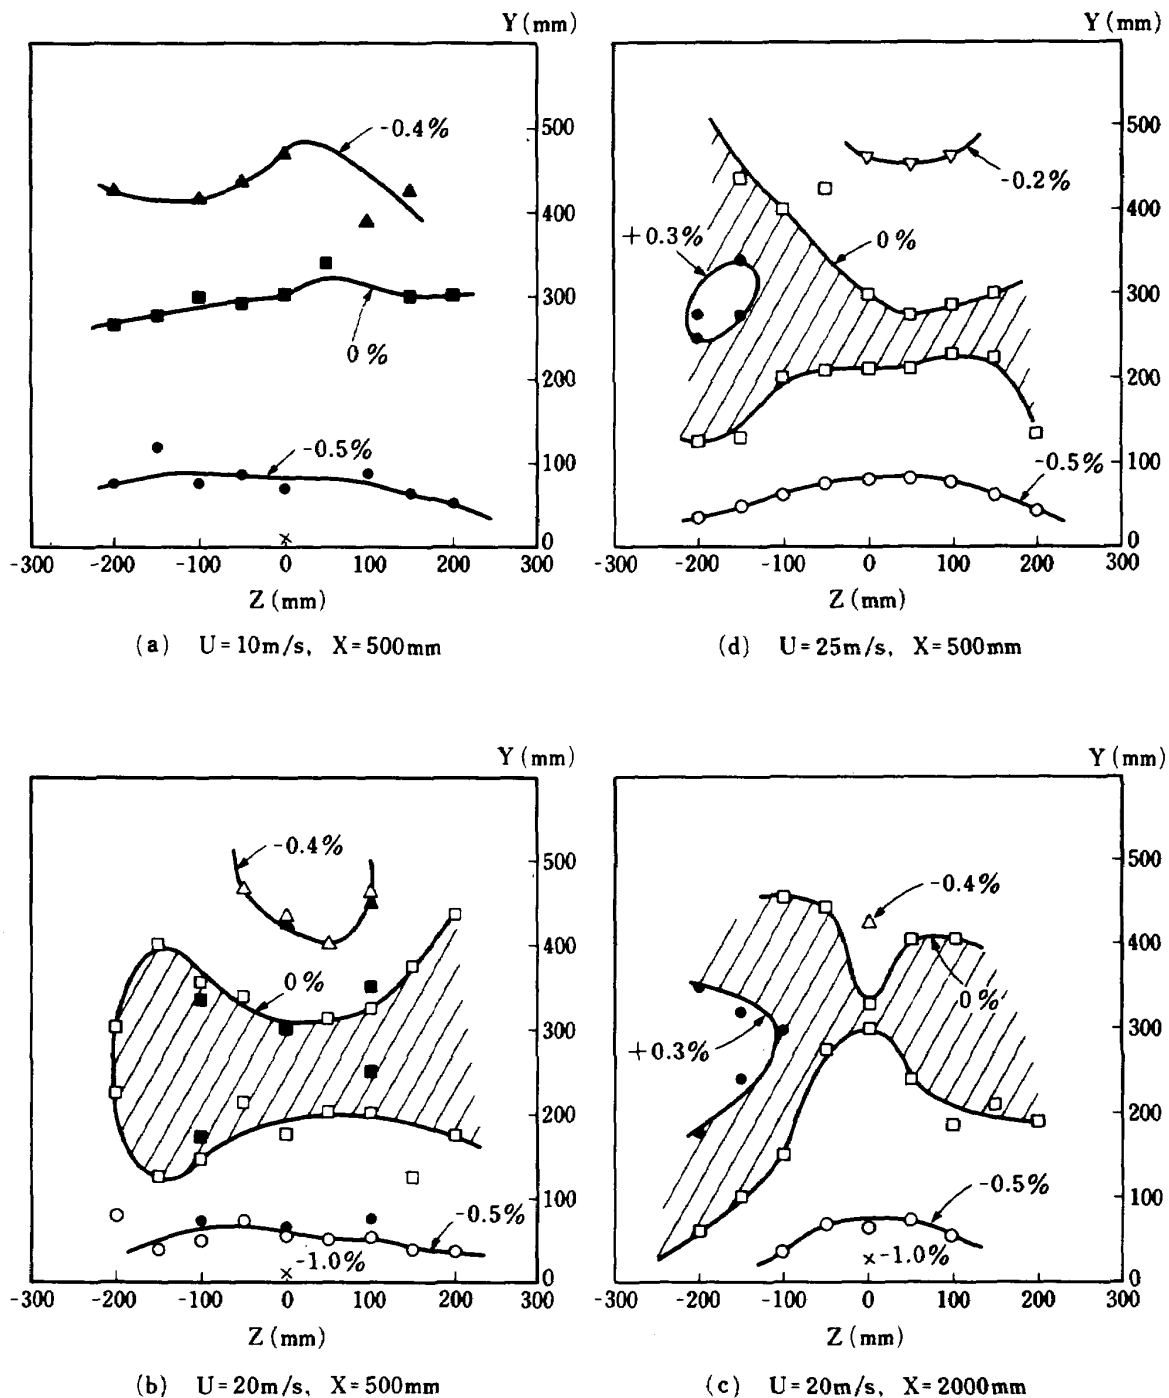 Y (mm)
500
400
300
200
100
0
-0.4%
0 %
-0.5%
×
-300 -200 -100 0 100 200 300
Z (mm)
(a) U=10m/s, X=500mm
Y (mm)
500
400
300
200
100
0
-0.2%
+0.3%
0 %
-0.5%
-300 -200 -100 0 100 200 300
Z (mm)
(d) U=25m/s, X=500mm
Y (mm)
500
400
300
200
100
0
-0.4%
0 %
-0.5%
×-1.0%
-300 -200 -100 0 100 200 300
Z (mm)
(b) U=20m/s, X=500mm
Y (mm)
500
400
300
200
100
0
-0.4%
0 %
+0.3%
-0.5%
×-1.0%
-300 -200 -100 0 100 200 300
Z (mm)
(c) U=20m/s, X=2000mm